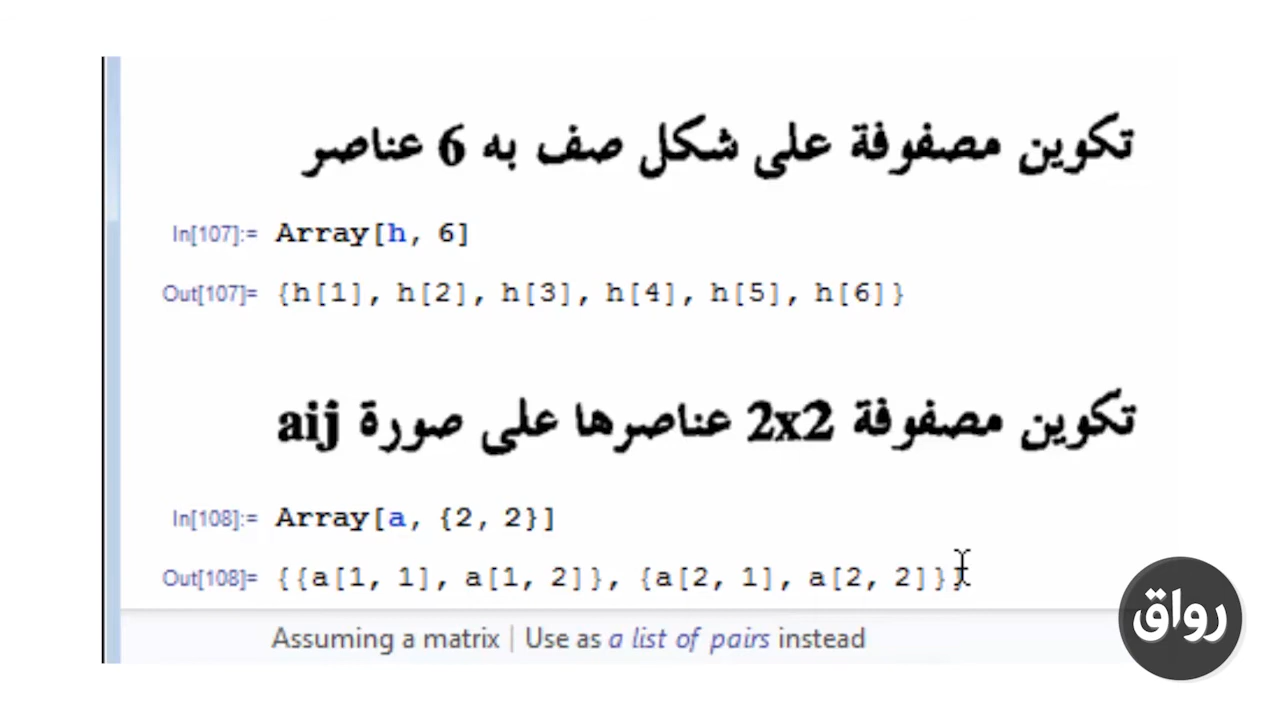 تكوين مصفوفة على شكل صف به 6 عناصر
In[107]:= Array[h, 6]
Out[107]= {h[1], h[2], h[3], h[4], h[5], h[6]}
تكوين مصفوفة 2x2 عناصرها على صورة aij
In[108]:= Array[a, {2, 2}]
Out[108]= {{a[1, 1], a[1, 2]}, {a[2, 1], a[2, 2]}}
Assuming a matrix | Use as a list of pairs instead
رواق